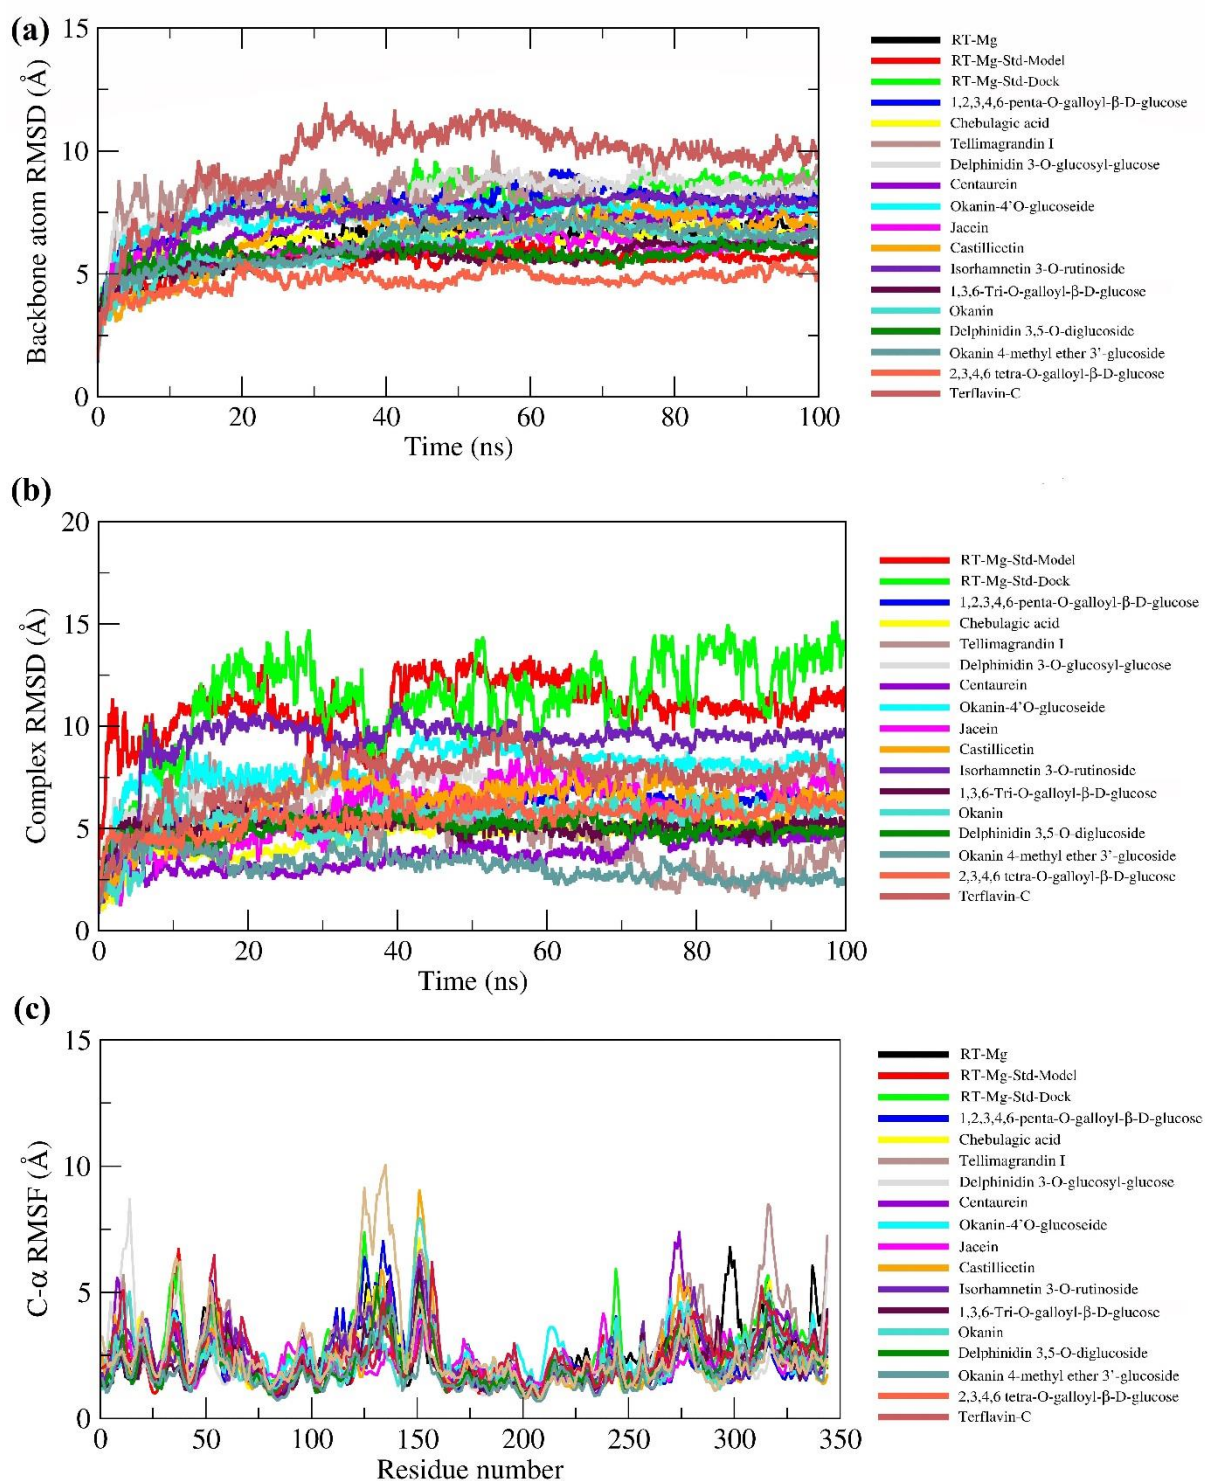 (a)
15
10
5
0
Backbone atom RMSD (Å)
0 20 40 60 80 100
Time (ns)
RT-Mg
RT-Mg-Std-Model
RT-Mg-Std-Dock
1,2,3,4,6-penta-O-galloyl-β-D-glucose
Chebulagic acid
Tellimagrandin I
Delphinidin 3-O-glucosyl-glucose
Centaurein
Okanin-4'O-glucoseide
Jacein
Castillicetin
Isorhamnetin 3-O-rutinoside
1,3,6-Tri-O-galloyl-β-D-glucose
Okanin
Delphinidin 3,5-O-diglucoside
Okanin 4-methyl ether 3'-glucoside
2,3,4,6 tetra-O-galloyl-β-D-glucose
Terflavin-C
(b)
20
15
10
5
0
Complex RMSD (Å)
0 20 40 60 80 100
Time (ns)
RT-Mg-Std-Model
RT-Mg-Std-Dock
1,2,3,4,6-penta-O-galloyl-β-D-glucose
Chebulagic acid
Tellimagrandin I
Delphinidin 3-O-glucosyl-glucose
Centaurein
Okanin-4'O-glucoseide
Jacein
Castillicetin
Isorhamnetin 3-O-rutinoside
1,3,6-Tri-O-galloyl-β-D-glucose
Okanin
Delphinidin 3,5-O-diglucoside
Okanin 4-methyl ether 3'-glucoside
2,3,4,6 tetra-O-galloyl-β-D-glucose
Terflavin-C
(c)
15
10
5
0
C-α RMSF (Å)
0 50 100 150 200 250 300 350
Residue number
RT-Mg
RT-Mg-Std-Model
RT-Mg-Std-Dock
1,2,3,4,6-penta-O-galloyl-β-D-glucose
Chebulagic acid
Tellimagrandin I
Delphinidin 3-O-glucosyl-glucose
Centaurein
Okanin-4'O-glucoseide
Jacein
Castillicetin
Isorhamnetin 3-O-rutinoside
1,3,6-Tri-O-galloyl-β-D-glucose
Okanin
Delphinidin 3,5-O-diglucoside
Okanin 4-methyl ether 3'-glucoside
2,3,4,6 tetra-O-galloyl-β-D-glucose
Terflavin-C